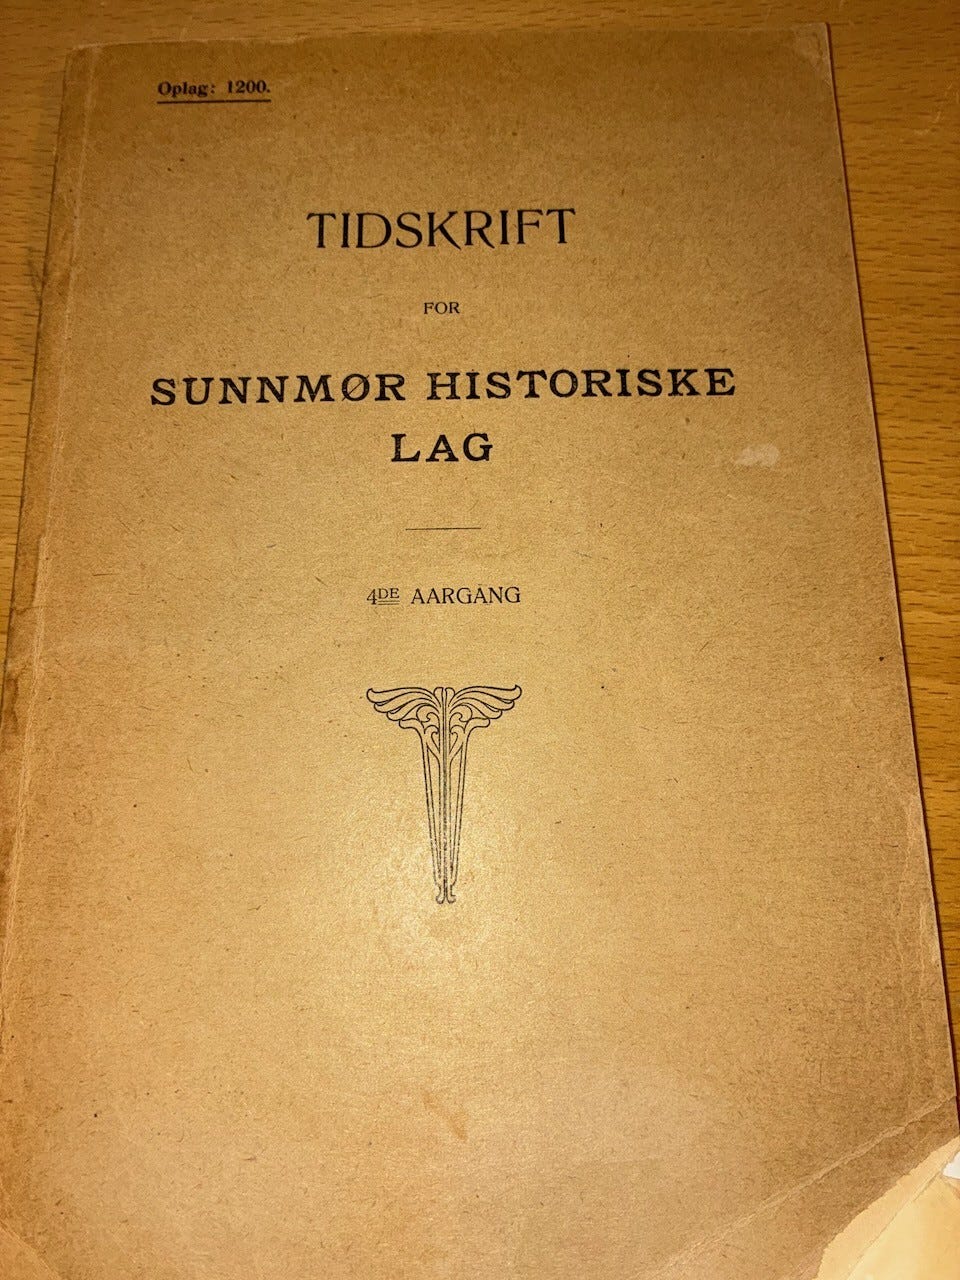 Oplag: 1200.
TIDSKRIFT
FOR
SUNNMØR HISTORISKE
LAG
4DE AARGANG